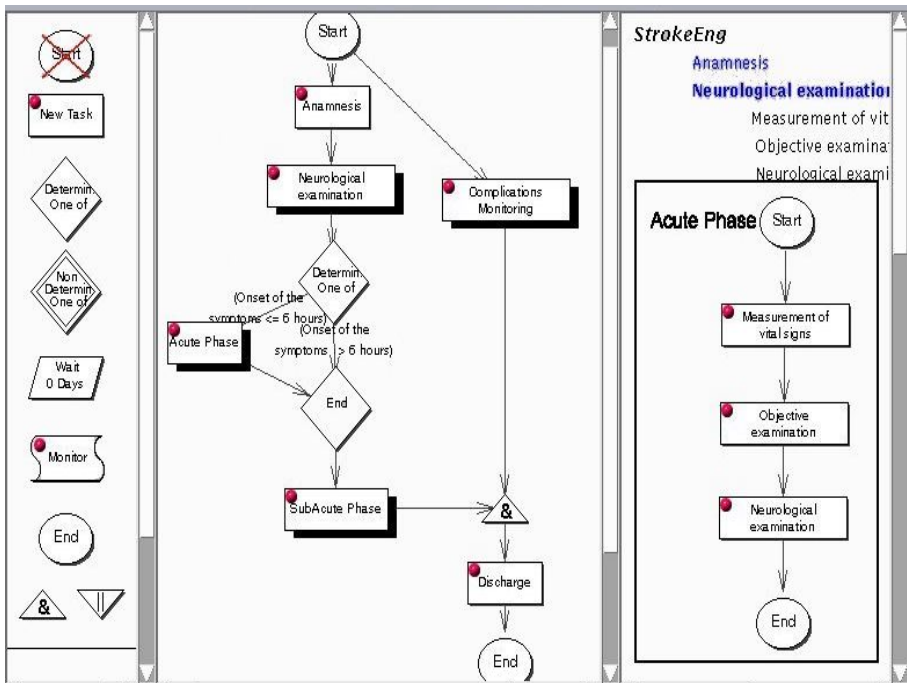 Start
New Task
Determin.
One of
Non
Determin
One of
Wait
0 Days
Monitor
End
&
||
Start
Anamnesis
Neurological
examination
Complications
Monitoring
Determin.
One of
(Onset of the
symptoms <= 6 hours)
Acute Phase
(Onset of the
symptoms > 6 hours)
End
SubAcute Phase
&
Discharge
End
StrokeEng
Anamnesis
Neurological examination
Measurement of vit
Objective examina
Neurological exami
Acute Phase
Start
Measurement of
vital signs
Objective
examination
Neurological
examination
End